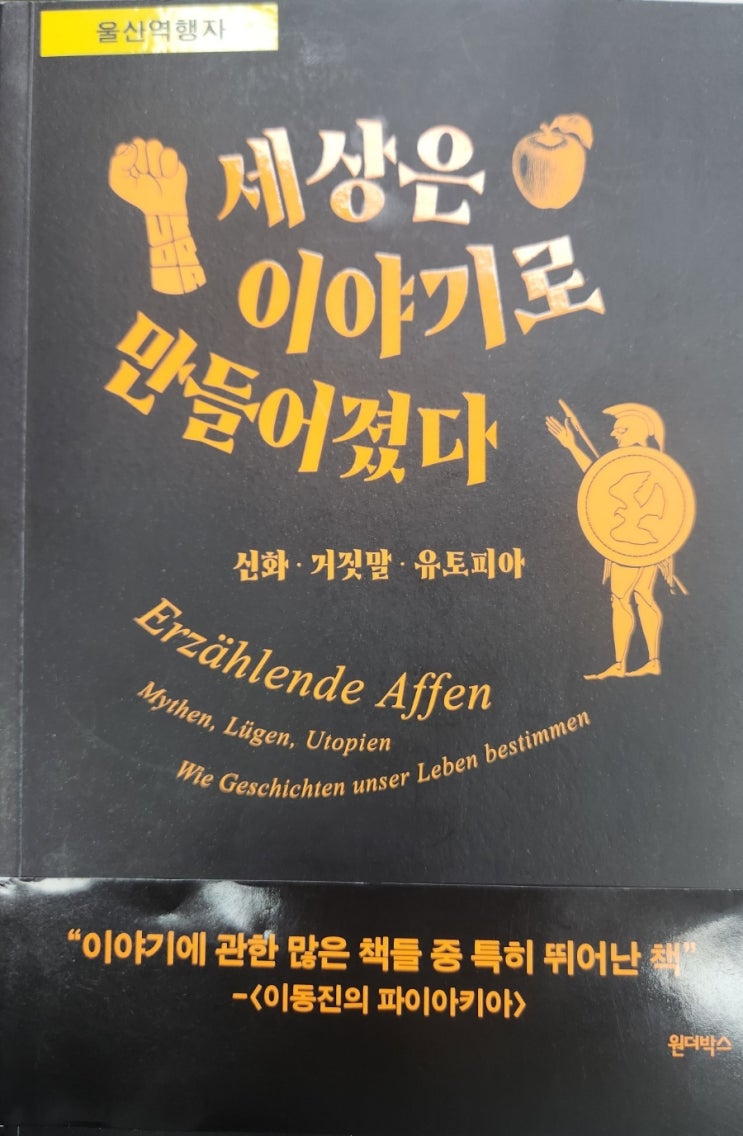 울산역행자
세상은
이야기로
만들어졌다
신화 · 거짓말 · 유토피아
Erzählende Affen
Mythen, Lügen, Utopien
Wie Geschichten unser Leben bestimmen
“이야기에 관한 많은 책들 중 특히 뛰어난 책”
-<이동진의 파이아키아>
원더박스